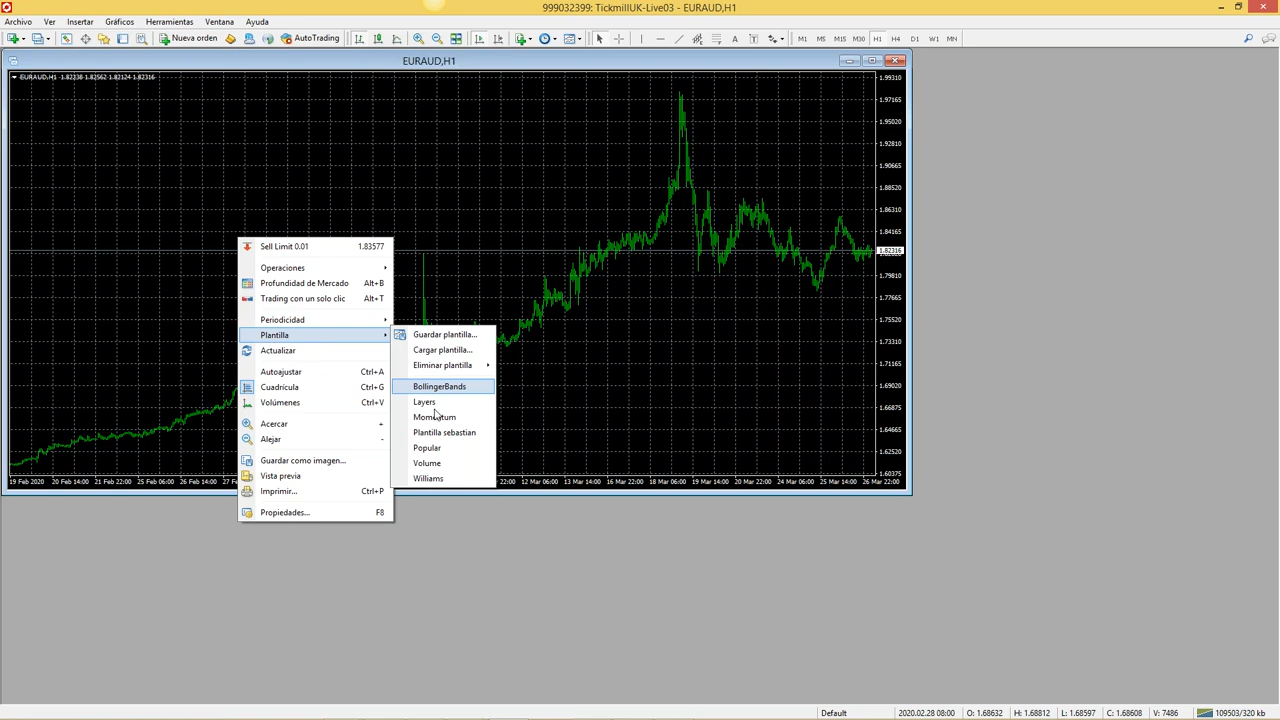 999032399: TickmillUK-Live03 - EURAUD,H1
Archivo Ver Insertar Gráficos Herramientas Ventana Ayuda
Nueva orden AutoTrading A T M1 M5 M15 M30 H1 H4 D1 W1 MN
EURAUD,H1
EURAUD,H1 1.82238 1.82562 1.82124 1.82316
1.99310
1.97165
1.95020
1.92810
1.90665
1.88520
1.86310
1.84165
1.82316
1.79810
1.77665
1.75520
1.73310
1.71165
1.69020
1.66875
1.64665
1.62520
1.60375
Sell Limit 0.01 1.83577
Operaciones
Profundidad de Mercado Alt+B
Trading con un solo clic Alt+T
Periodicidad
Plantilla
Actualizar
Autoajustar Ctrl+A
Cuadrícula Ctrl+G
Volúmenes Ctrl+V
Acercar +
Alejar -
Guardar como imagen...
Vista previa
Imprimir... Ctrl+P
Propiedades... F8
Guardar plantilla...
Cargar plantilla...
Eliminar plantilla
BollingerBands
Layers
Momentum
Plantilla sebastian
Popular
Volume
Williams
19 Feb 2020 20 Feb 14:00 21 Feb 22:00 25 Feb 06:00 26 Feb 14:00 27 F 22:00 12 Mar 06:00 13 Mar 14:00 16 Mar 22:00 18 Mar 06:00 19 Mar 14:00 20 Mar 22:00 24 Mar 06:00 25 Mar 14:00 26 Mar 22:00
Default 2020.02.28 08:00 O: 1.68632 H: 1.68812 L: 1.68597 C: 1.68608 V: 7486 109503/320 kb